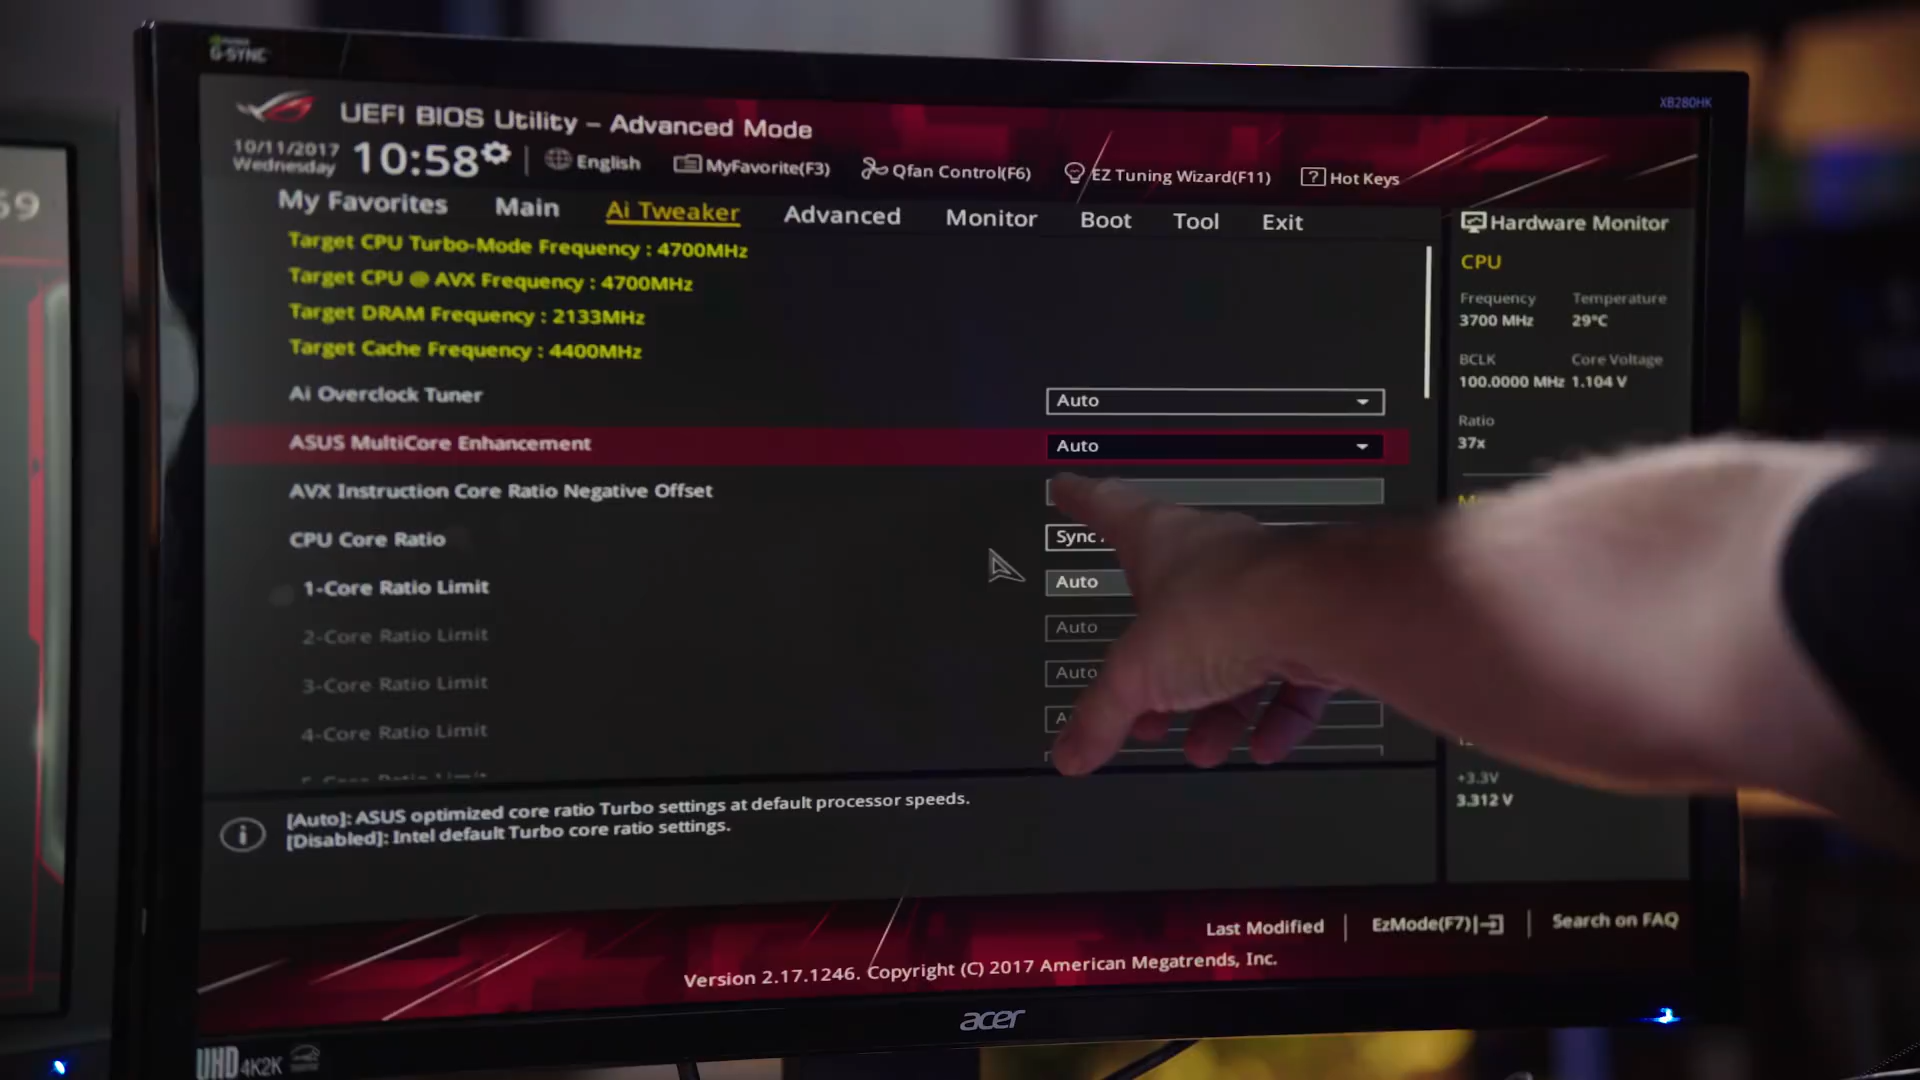 G-SYNC
XB280HK
UEFI BIOS Utility – Advanced Mode
10/11/2017
Wednesday
10:58
English
MyFavorite(F3)
Qfan Control(F6)
EZ Tuning Wizard(F11)
? Hot Keys
59
My Favorites
Main
Ai Tweaker
Advanced
Monitor
Boot
Tool
Exit
Hardware Monitor
Target CPU Turbo-Mode Frequency : 4700MHz
Target CPU @ AVX Frequency : 4700MHz
Target DRAM Frequency : 2133MHz
Target Cache Frequency : 4400MHz
CPU
Frequency Temperature
3700 MHz 29°C
BCLK Core Voltage
100.0000 MHz 1.104 V
Ratio
37x
Ai Overclock Tuner Auto
ASUS MultiCore Enhancement Auto
AVX Instruction Core Ratio Negative Offset
CPU Core Ratio Sync
1-Core Ratio Limit Auto
2-Core Ratio Limit Auto
3-Core Ratio Limit Auto
4-Core Ratio Limit
5-Core Ratio Limit
+3.3V
3.312 V
[Auto]: ASUS optimized core ratio Turbo settings at default processor speeds.
[Disabled]: Intel default Turbo core ratio settings.
Last Modified
EzMode(F7)
Search on FAQ
Version 2.17.1246. Copyright (C) 2017 American Megatrends, Inc.
acer
UHD 4K2K